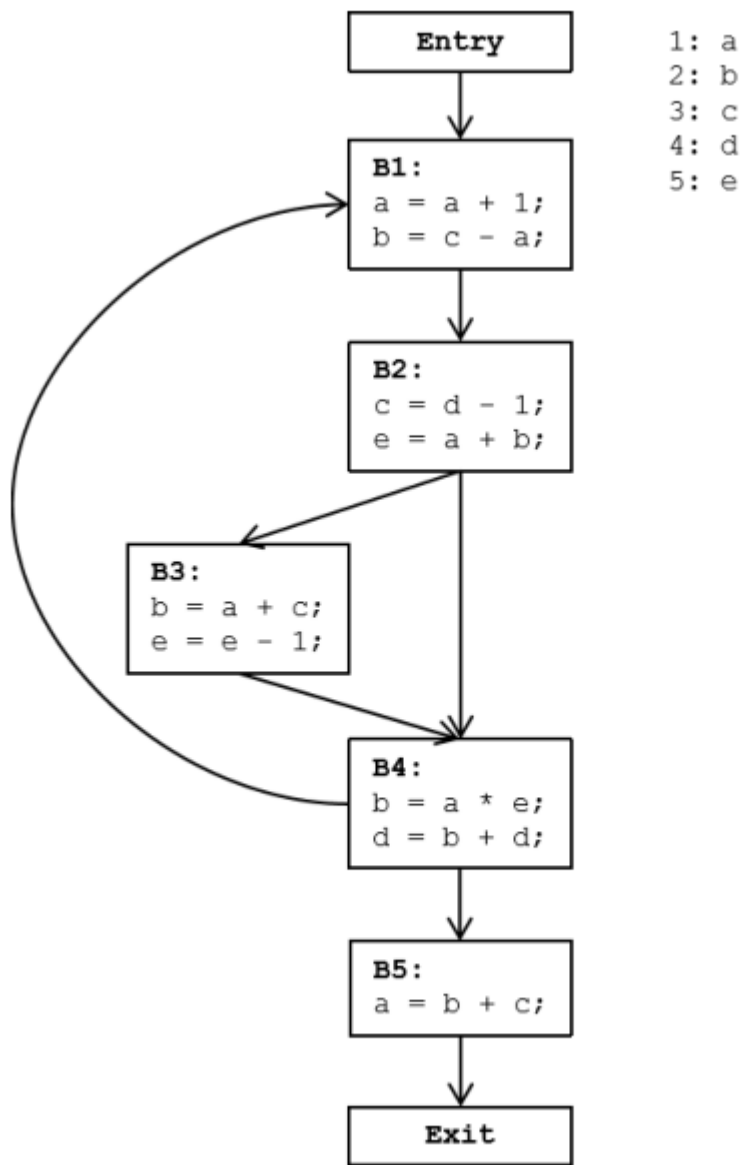 Entry
1: a
2: b
3: c
4: d
5: e
B1:
a = a + 1;
b = c - a;
B2:
c = d - 1;
e = a + b;
B3:
b = a + c;
e = e - 1;
B4:
b = a * e;
d = b + d;
B5:
a = b + c;
Exit